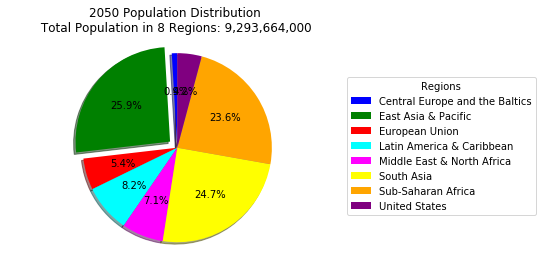 2050 Population Distribution
Total Population in 8 Regions: 9,293,664,000
25.9%
23.6%
5.4%
8.2%
7.1%
24.7%
Regions
Central Europe and the Baltics
East Asia & Pacific
European Union
Latin America & Caribbean
Middle East & North Africa
South Asia
Sub-Saharan Africa
United States